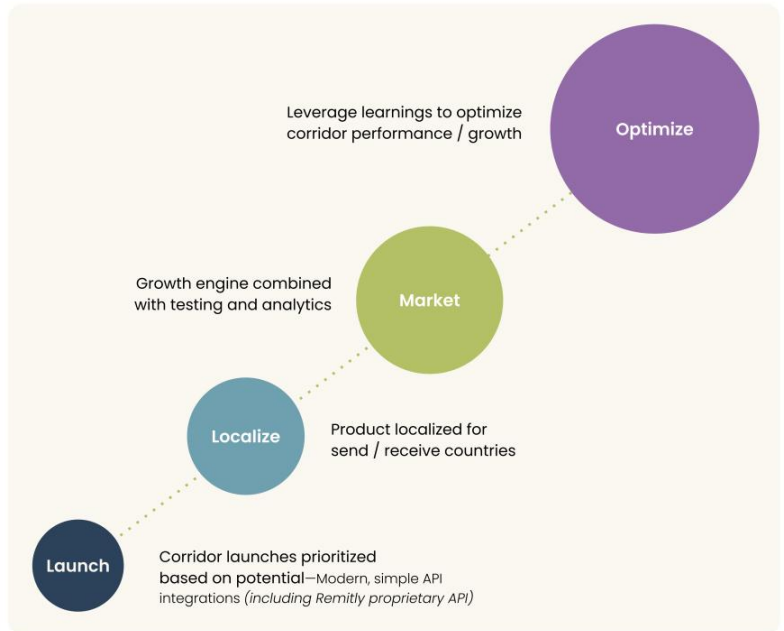 Leverage learnings to optimize
corridor performance / growth
Optimize
Growth engine combined
with testing and analytics
Market
Localize
Product localized for
send / receive countries
Launch
Corridor launches prioritized
based on potential—Modern, simple API
integrations (including Remitly proprietary API)